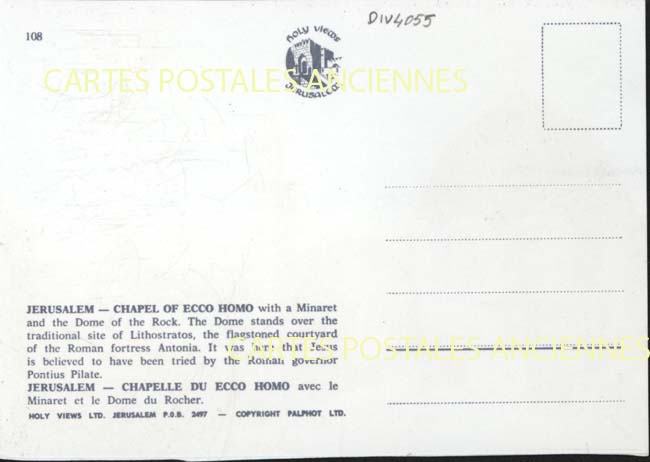 DIV4055
108
HOLY VIEWS
JERUSALEM
CARTES POSTALES ANCIENNES
JERUSALEM — CHAPEL OF ECCO HOMO with a Minaret
and the Dome of the Rock. The Dome stands over the
traditional site of Lithostratos, the flagstoned courtyard
of the Roman fortress Antonia. It was here that Jesus
is believed to have been tried by the Roman governor
Pontius Pilate.
CARTES POSTALES ANCIENNES
JERUSALEM — CHAPELLE DU ECCO HOMO avec le
Minaret et le Dome du Rocher.
HOLY VIEWS LTD. JERUSALEM P.O.B. 2497 — COPYRIGHT PALPHOT LTD.